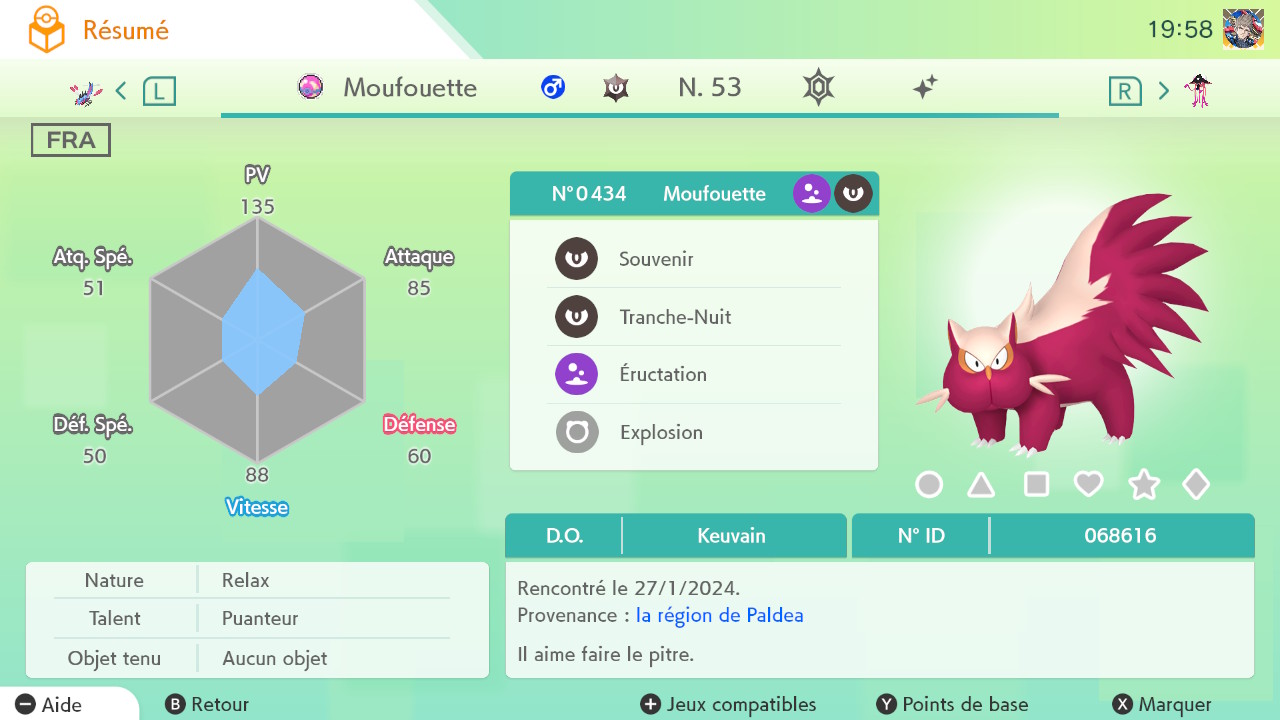 Résumé
19:58
L
Moufouette
N. 53
R
FRA
PV
135
Atq. Spé.
51
Attaque
85
Déf. Spé.
50
Défense
60
88
Vitesse
N°0434 Moufouette
Souvenir
Tranche-Nuit
Éructation
Explosion
D.O. Keuvain
N° ID 068616
Nature Relax
Talent Puanteur
Objet tenu Aucun objet
Rencontré le 27/1/2024.
Provenance : la région de Paldea
Il aime faire le pitre.
Aide
B Retour
Jeux compatibles
Y Points de base
X Marquer